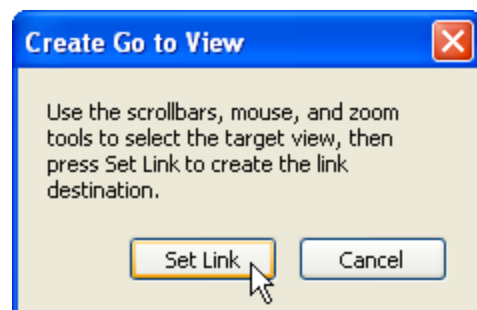 Create Go to View
Use the scrollbars, mouse, and zoom
tools to select the target view, then
press Set Link to create the link
destination.
Set Link
Cancel